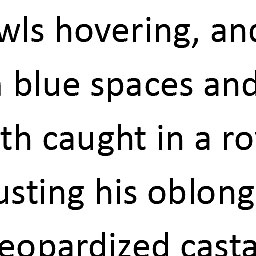 wls hovering, and
blue spaces and
th caught in a ro
usting his oblong
eopardized casta